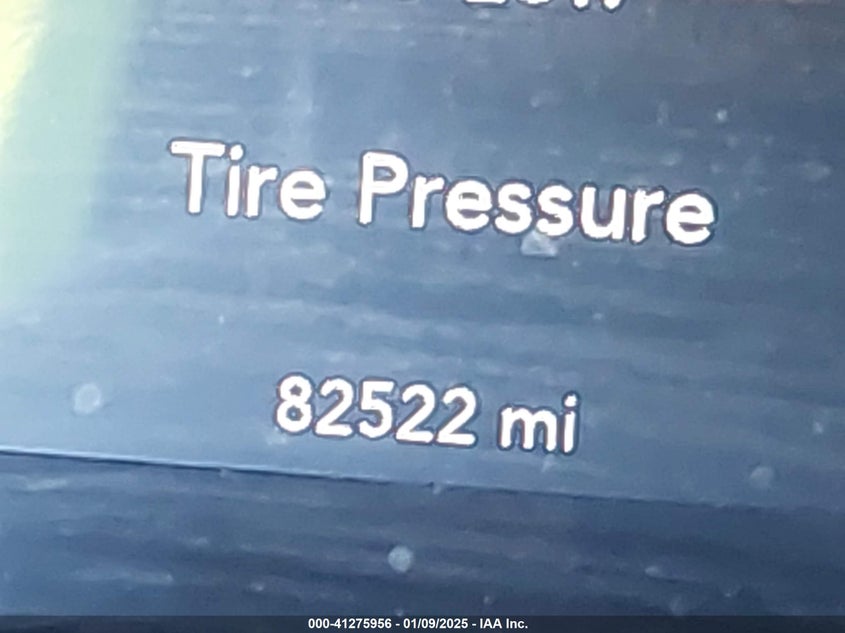 Tire Pressure
82522 mi
000-41275956 - 01/09/2025 - IAA Inc.